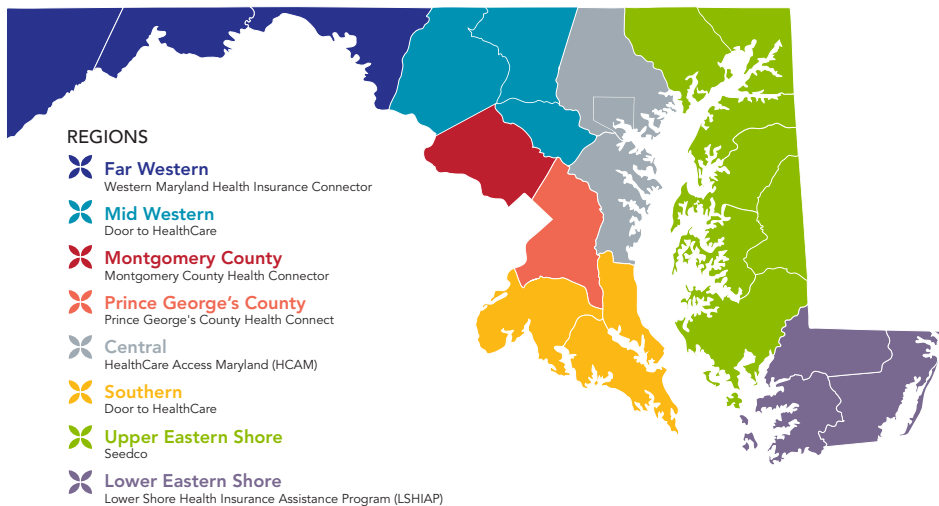 REGIONS
Far Western
Western Maryland Health Insurance Connector
Mid Western
Door to HealthCare
Montgomery County
Montgomery County Health Connector
Prince George’s County
Prince George's County Health Connect
Central
HealthCare Access Maryland (HCAM)
Southern
Door to HealthCare
Upper Eastern Shore
Seedco
Lower Eastern Shore
Lower Shore Health Insurance Assistance Program (LSHIAP)